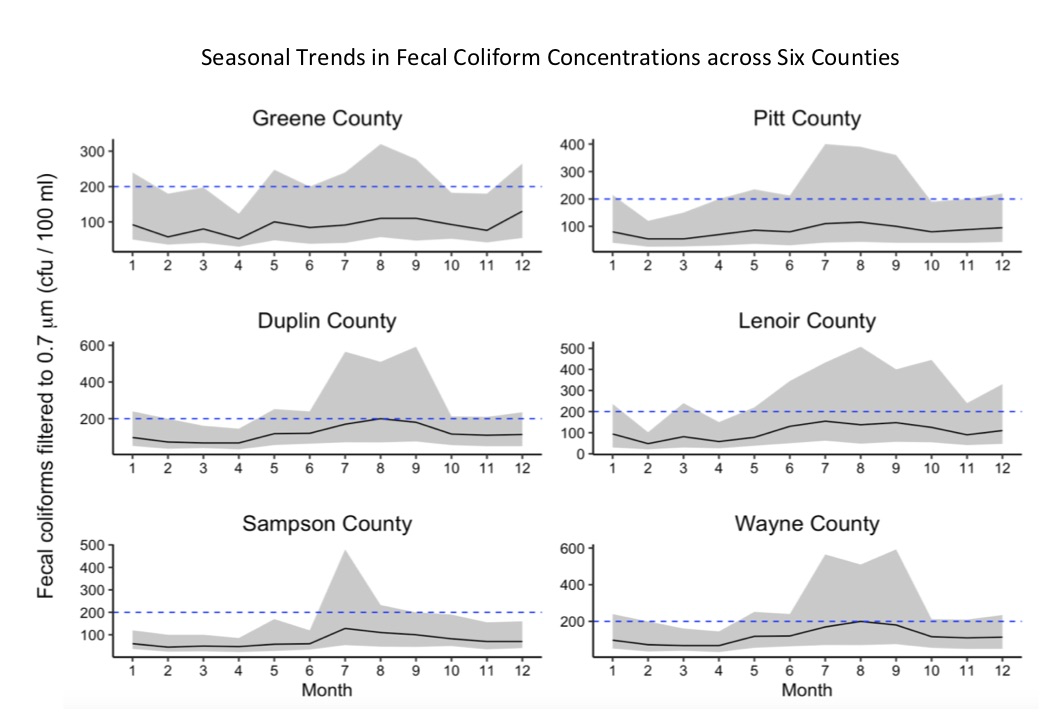 Seasonal Trends in Fecal Coliform Concentrations across Six Counties
Fecal coliforms filtered to 0.7 μm (cfu / 100 ml)
Greene County
300
200
100
1 2 3 4 5 6 7 8 9 10 11 12
Pitt County
400
300
200
100
1 2 3 4 5 6 7 8 9 10 11 12
Duplin County
600
400
200
1 2 3 4 5 6 7 8 9 10 11 12
Lenoir County
500
400
300
200
100
0
1 2 3 4 5 6 7 8 9 10 11 12
Sampson County
500
400
300
200
100
1 2 3 4 5 6 7 8 9 10 11 12
Month
Wayne County
600
400
200
1 2 3 4 5 6 7 8 9 10 11 12
Month